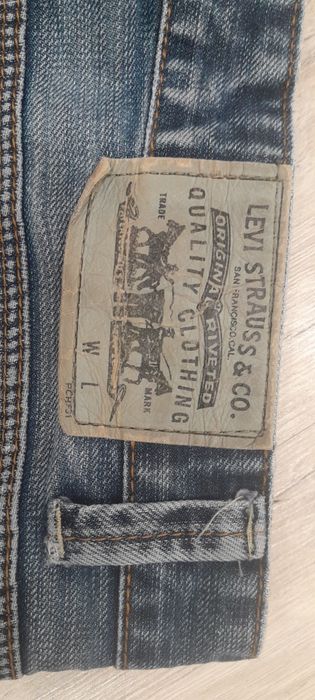 LEVI STRAUSS & CO.
SAN FRANCISCO, CAL.
ORIGINAL RIVETED
QUALITY CLOTHING
TRADE MARK
W L